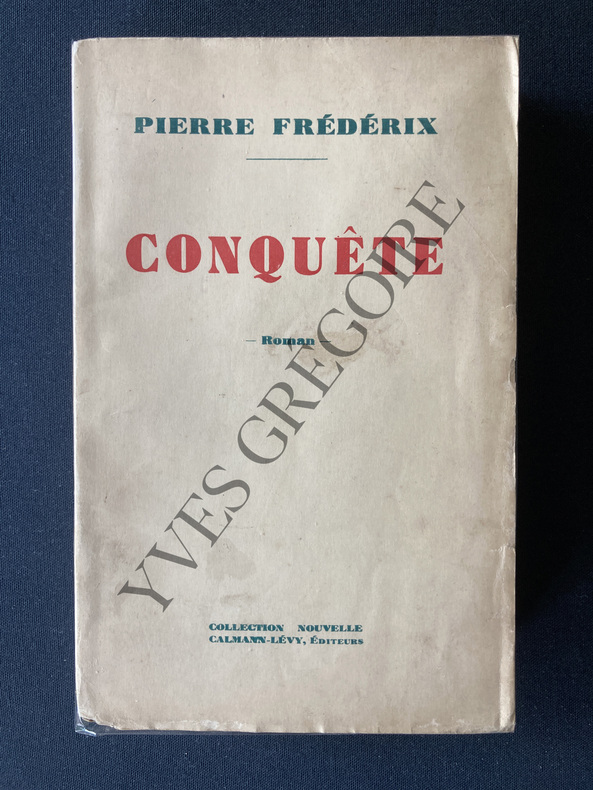 PIERRE FRÉDÉRIX
CONQUÊTE
— Roman —
YVES GRÉGOIRE
COLLECTION NOUVELLE
CALMANN-LÉVY, ÉDITEURS